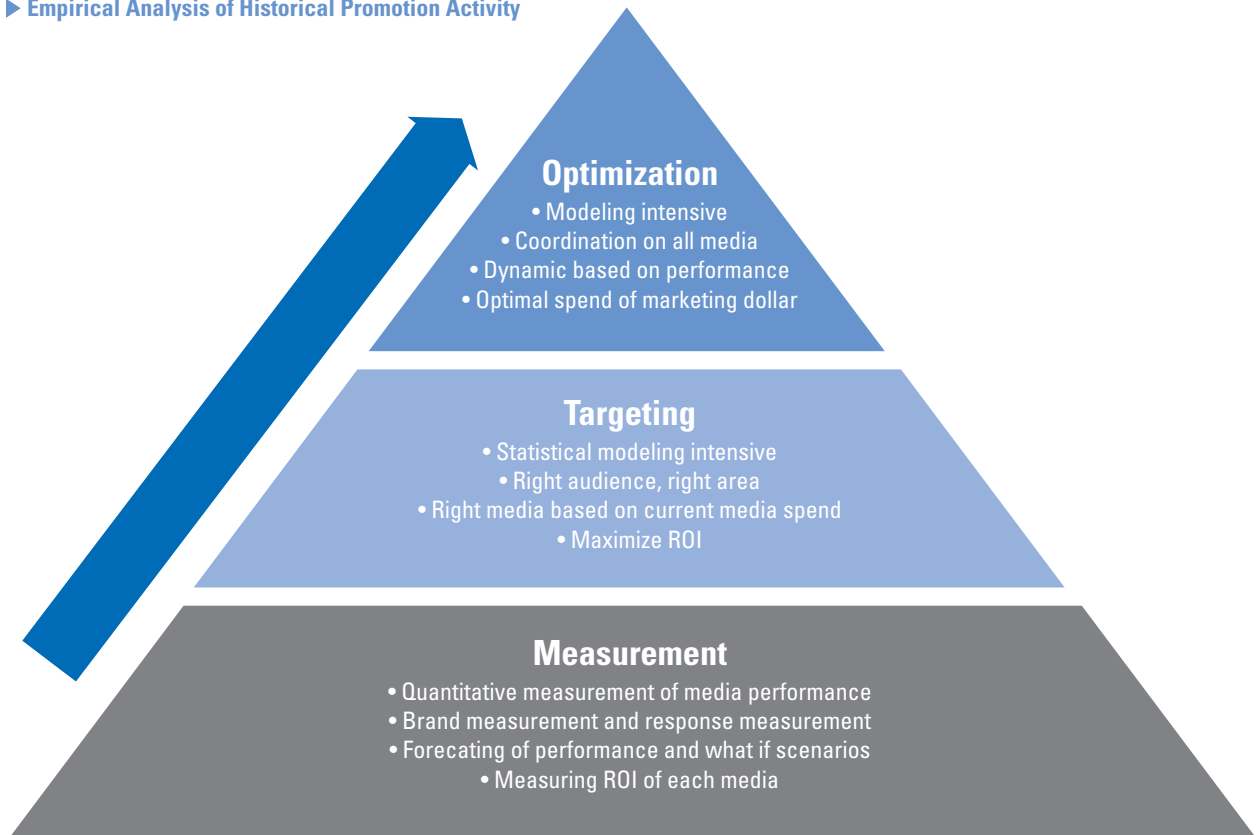 ▶ Empirical Analysis of Historical Promotion Activity
Optimization
• Modeling intensive
• Coordination on all media
• Dynamic based on performance
• Optimal spend of marketing dollar
Targeting
• Statistical modeling intensive
• Right audience, right area
• Right media based on current media spend
• Maximize ROI
Measurement
• Quantitative measurement of media performance
• Brand measurement and response measurement
• Forecating of performance and what if scenarios
• Measuring ROI of each media